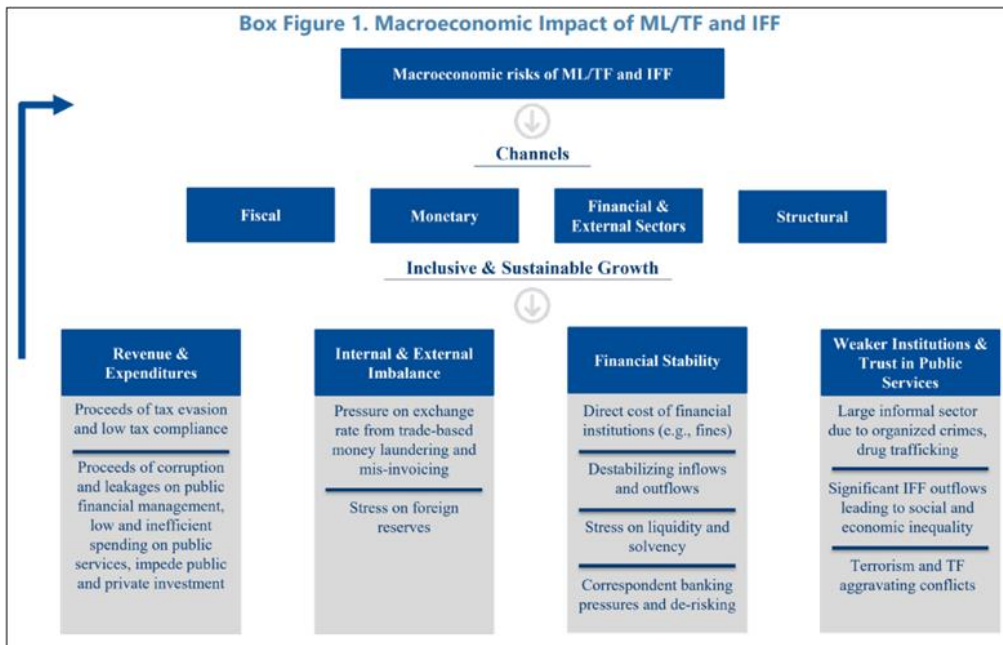 Box Figure 1. Macroeconomic Impact of ML/TF and IFF
Macroeconomic risks of ML/TF and IFF
Channels
Fiscal
Monetary
Financial &
External Sectors
Structural
Inclusive & Sustainable Growth
Revenue &
Expenditures
Proceeds of tax evasion
and low tax compliance
Proceeds of corruption
and leakages on public
financial management,
low and inefficient
spending on public
services, impede public
and private investment
Internal & External
Imbalance
Pressure on exchange
rate from trade-based
money laundering and
mis-invoicing
Stress on foreign
reserves
Financial Stability
Direct cost of financial
institutions (e.g., fines)
Destabilizing inflows
and outflows
Stress on liquidity and
solvency
Correspondent banking
pressures and de-risking
Weaker Institutions &
Trust in Public
Services
Large informal sector
due to organized crimes,
drug trafficking
Significant IFF outflows
leading to social and
economic inequality
Terrorism and TF
aggravating conflicts